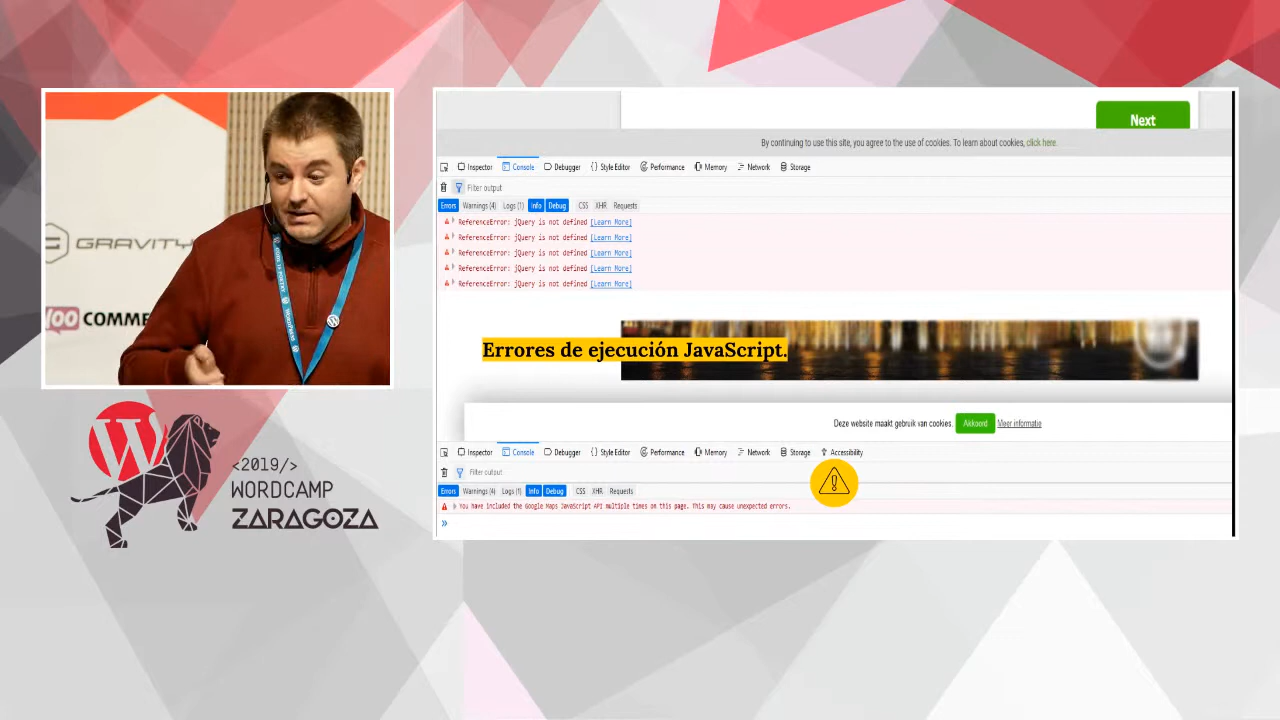 GRAVITY
WOO COMME
<2019/>
WORDCAMP
ZARAGOZA
Next
By continuing to use this site, you agree to the use of cookies. To learn about cookies, click here.
Inspector Console Debugger {} Style Editor Performance Memory Network Storage
Filter output
Errors Warnings (4) Logs (1) Info Debug CSS XHR Requests
ReferenceError: jQuery is not defined [Learn More]
ReferenceError: jQuery is not defined [Learn More]
ReferenceError: jQuery is not defined [Learn More]
ReferenceError: jQuery is not defined [Learn More]
ReferenceError: jQuery is not defined [Learn More]
Errores de ejecución JavaScript.
Deze website maakt gebruik van cookies. Akkoord Meer informatie
Inspector Console Debugger {} Style Editor Performance Memory Network Storage Accessibility
Filter output
Errors Warnings (4) Logs (1) Info Debug CSS XHR Requests
You have included the Google Maps JavaScript API multiple times on this page. This may cause unexpected errors.
»